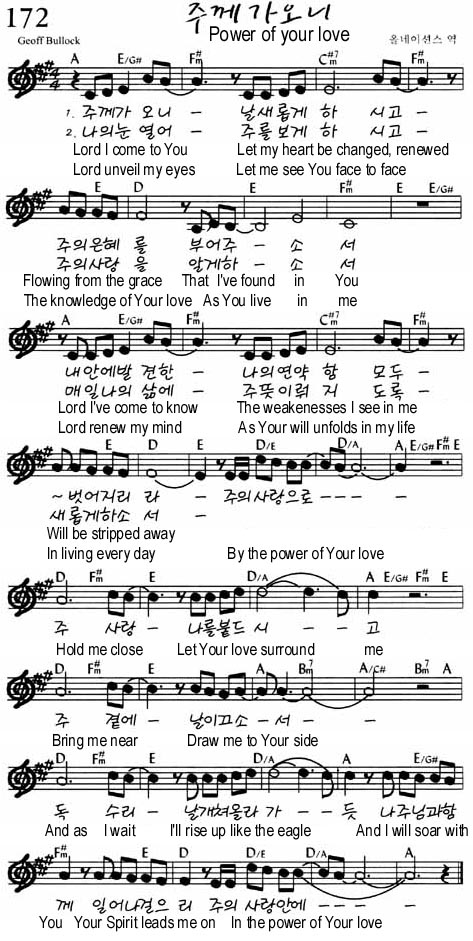 172
주께 가오니
Power of your love
Geoff Bullock
올네이션스 역
A E/G# F#m C#7m
1. 주께가 오니 – 날새롭게 하 시고 –
2. 나의눈 열어 – 주를보게 하 시고 –
Lord I come to You Let my heart be changed, renewed
Lord unveil my eyes Let me see You face to face
E D E F#m E E/G#
주의은혜 를 부어주 – 소 서
주의사랑 을 알게하 – 소 서
Flowing from the grace That I've found in You
The knowledge of Your love As You live in me
A E/G# F#m C#7m
내안에발 견한 – 나의연약 함 모두 –
매일나의 삶에 – 주뜻이뤄 지 도록 –
Lord I've come to know The weakenesses I see in me
Lord renew my mind As Your will unfolds in my life
E D E D/E D/A A E/G# F#m E
~ 벗어지리 라 – 주의사랑으로 – – – –
새롭게하소 서 –
Will be stripped away
In living every day By the power of Your love
D F#m E D D/A A E/G# F#m E
주 사랑 – 나를붙드 시 – – 고
Hold me close Let Your love surround me
D F#m E A Bm7 A/C# Bm7 A
주 곁에 – 날이끄소 – 서 – –
Bring me near Draw me to Your side
D F#m E D D/A A E/G#
독 수리 – 날개쳐올라 가 – – 듯 나주님과함
And as I wait I'll rise up like the eagle And I will soar with
F#m A D D/E D/A A
께 일어나걸으 리 주의 사랑안에 – – – –
You Your Spirit leads me on In the power of Your love